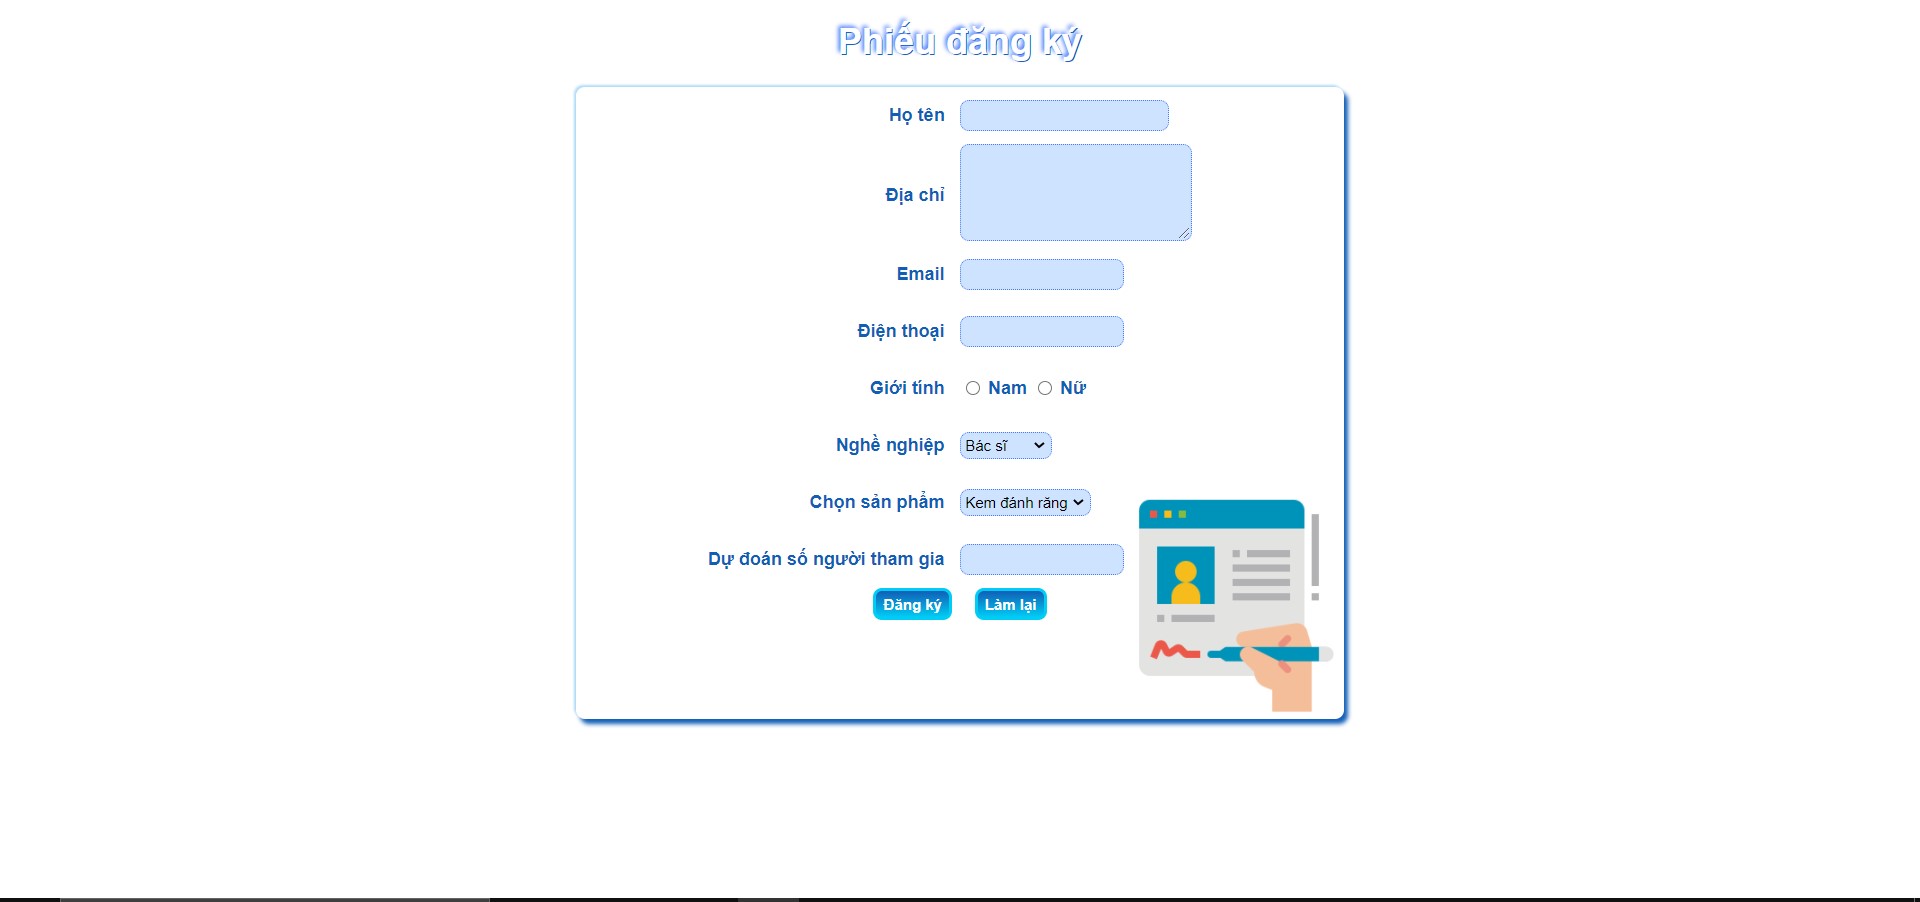 Phiếu đăng ký
Họ tên
Địa chỉ
Email
Điện thoại
Giới tính Nam Nữ
Nghề nghiệp Bác sĩ
Chọn sản phẩm Kem đánh răng
Dự đoán số người tham gia
Đăng ký Làm lại